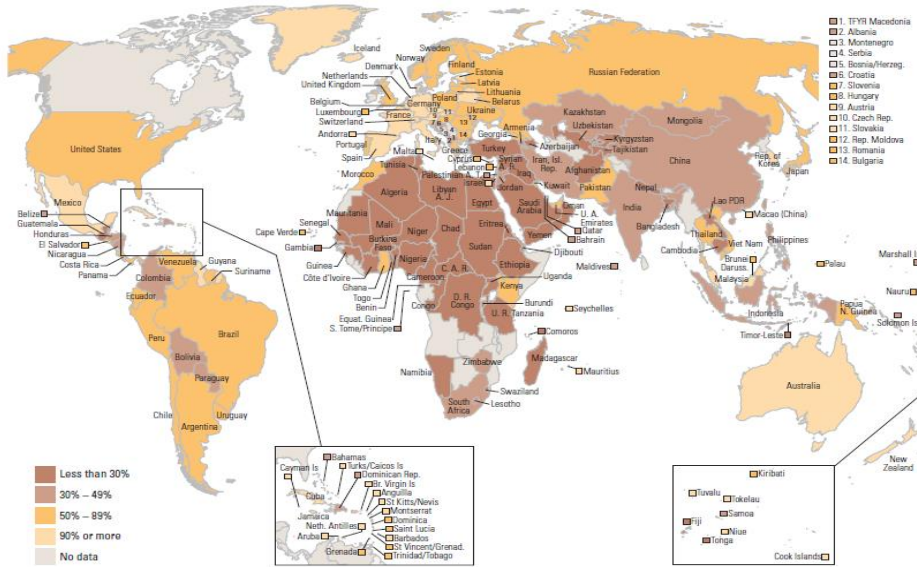 1. TFYR Macedonia
2. Albania
3. Montenegro
4. Serbia
5. Bosnia/Herzeg.
6. Croatia
7. Slovenia
8. Hungary
9. Austria
10. Czech Rep.
11. Slovakia
12. Rep. Moldova
13. Romania
14. Bulgaria
Iceland
Sweden
Norway
Finland
Denmark
Estonia
Netherlands
Latvia
United Kingdom
Lithuania
Russian Federation
Belgium
Germany
Poland
Belarus
Luxembourg
Ukraine
Switzerland
France
Andorra
Portugal
Spain
Malta
Italy
Greece
Cyprus
Lebanon
Georgia
Armenia
Azerbaijan
Turkey
Syrian
A. R.
Kazakhstan
Mongolia
Uzbekistan
Kyrgyzstan
Tajikistan
China
Rep. of
Korea
Japan
United States
Mexico
Belize
Guatemala
Honduras
El Salvador
Nicaragua
Costa Rica
Panama
Venezuela
Guyana
Suriname
Colombia
Ecuador
Peru
Brazil
Bolivia
Paraguay
Chile
Uruguay
Argentina
Morocco
Tunisia
Palestinian A. T.
Israel
Jordan
Iraq
Iran, Isl.
Rep.
Kuwait
Afghanistan
Pakistan
Nepal
India
Bangladesh
Lao PDR
Macao (China)
Thailand
Viet Nam
Cambodia
Philippines
Algeria
Libyan
A. J.
Egypt
Saudi
Arabia
Oman
U. A.
Emirates
Qatar
Bahrain
Yemen
Djibouti
Mauritania
Mali
Niger
Chad
Sudan
Eritrea
Ethiopia
Senegal
Cape Verde
Gambia
Guinea
Burkina
Faso
Côte d'Ivoire
Ghana
Togo
Benin
Nigeria
Cameroon
C. A. R.
Equat. Guinea
S. Tome/Principe
Congo
D. R.
Congo
Uganda
Kenya
Burundi
U. R. Tanzania
Maldives
Seychelles
Comoros
Madagascar
Mauritius
Zimbabwe
Namibia
Swaziland
Lesotho
South
Africa
Brunei
Daruss.
Malaysia
Indonesia
Palau
Timor-Leste
Papua
N. Guinea
Marshall I
Nauru
Solomon Is
Australia
New
Zealand
Less than 30%
30% – 49%
50% – 89%
90% or more
No data
Bahamas
Cayman Is
Turks/Caicos Is
Dominican Rep.
Br. Virgin Is
Cuba
Anguilla
St Kitts/Nevis
Jamaica
Montserrat
Neth. Antilles
Dominica
Aruba
Saint Lucia
Barbados
St Vincent/Grenad.
Grenada
Trinidad/Tobago
Kiribati
Tuvalu
Tokelau
Samoa
Fiji
Niue
Tonga
Cook Islands